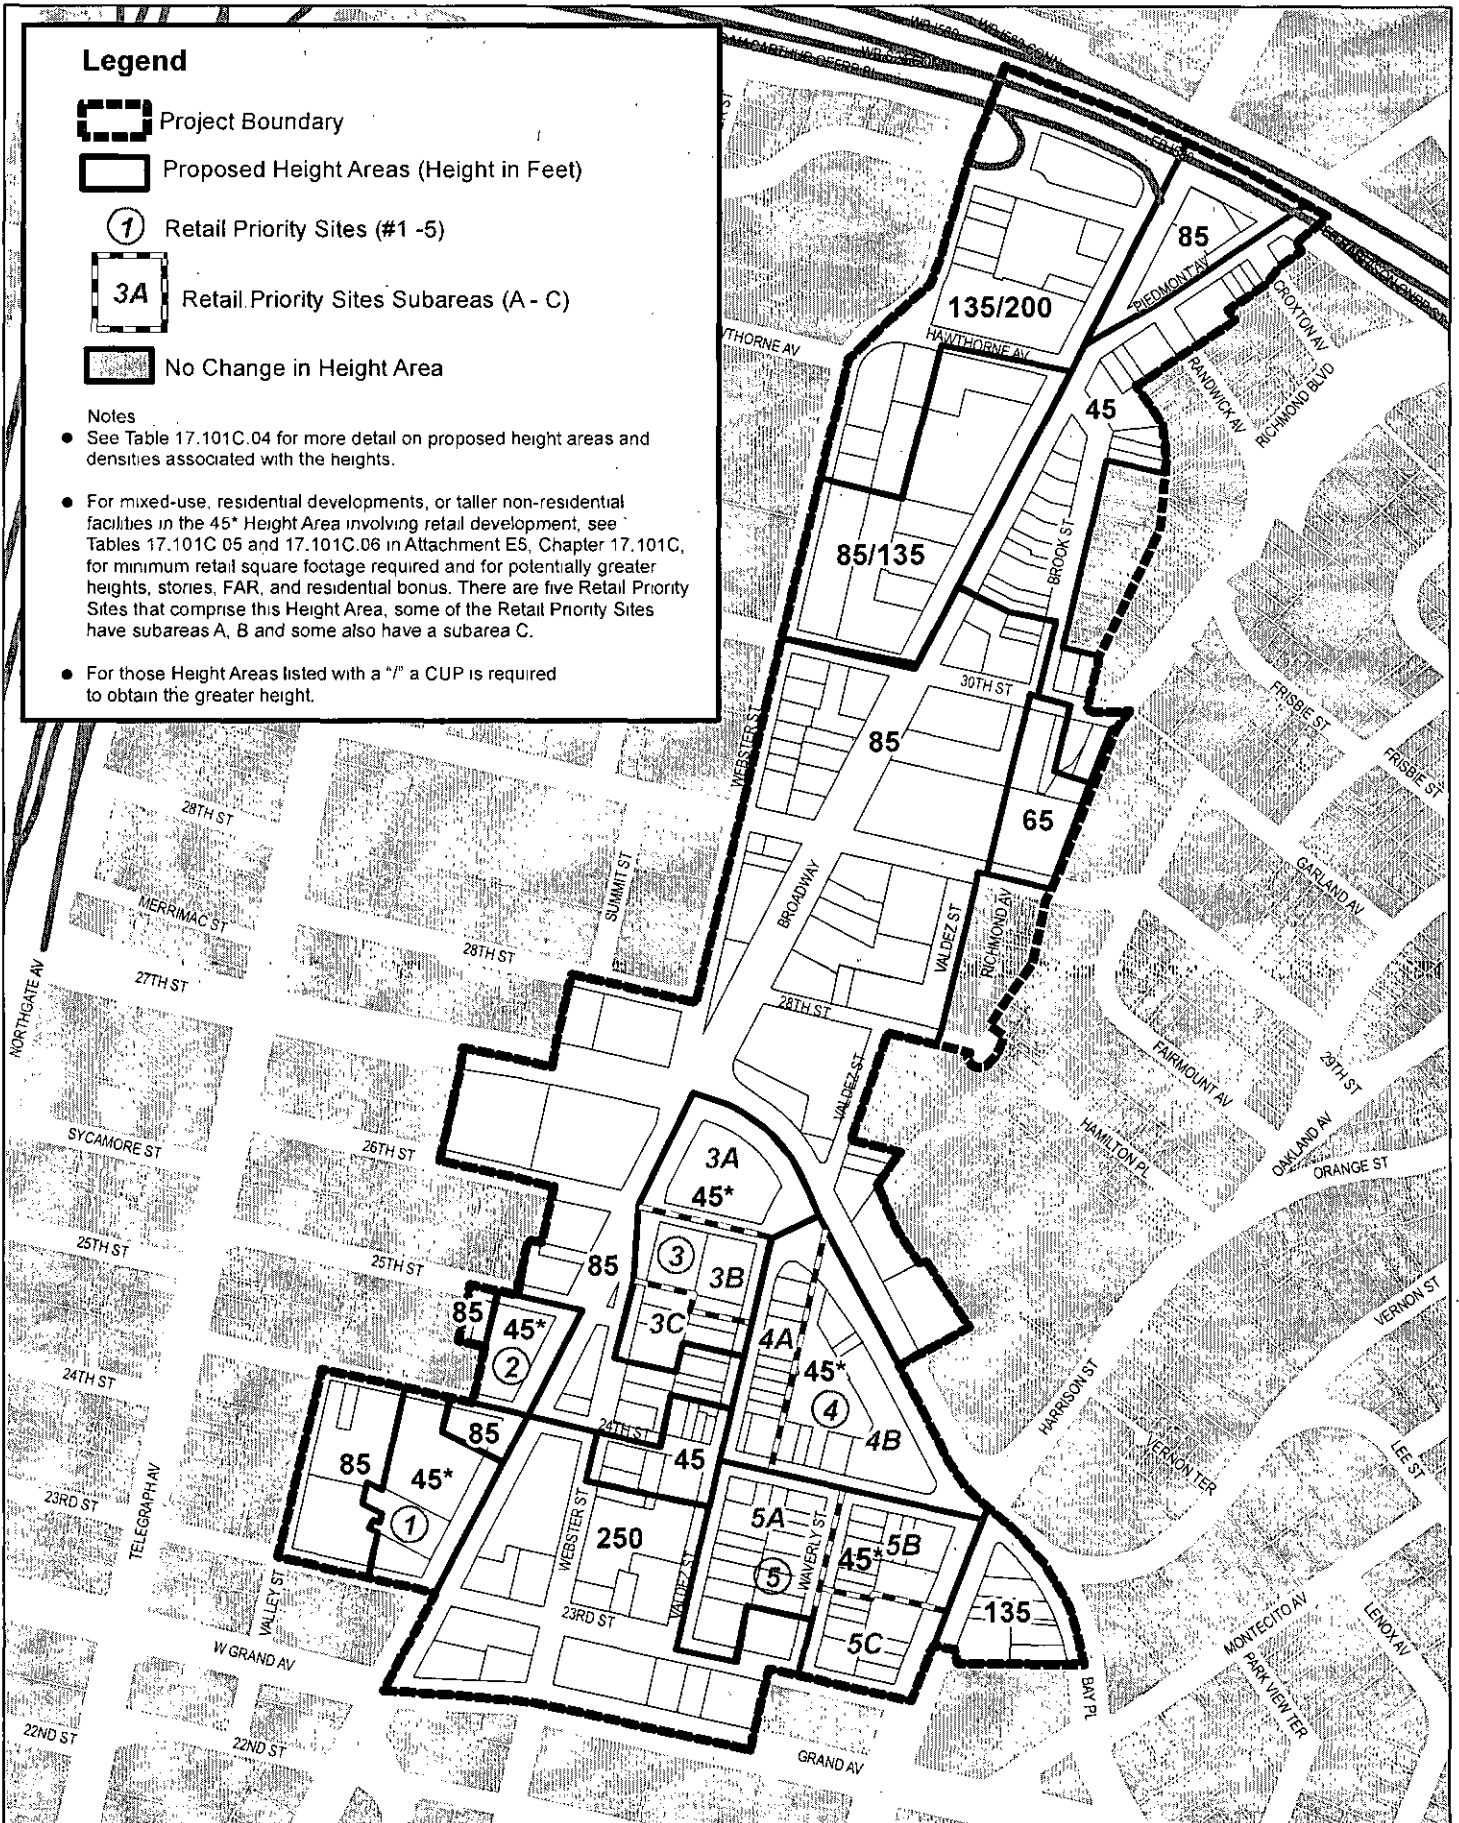 Legend
Project Boundary
Proposed Height Areas (Height in Feet)
1 Retail Priority Sites (#1 -5)
3A Retail Priority Sites Subareas (A - C)
No Change in Height Area
Notes
● See Table 17.101C.04 for more detail on proposed height areas and
densities associated with the heights.
● For mixed-use, residential developments, or taller non-residential
facilities in the 45* Height Area involving retail development, see
Tables 17.101C 05 and 17.101C.06 in Attachment E5, Chapter 17.101C,
for minimum retail square footage required and for potentially greater
heights, stories, FAR, and residential bonus. There are five Retail Priority
Sites that comprise this Height Area, some of the Retail Priority Sites
have subareas A, B and some also have a subarea C.
● For those Height Areas listed with a "/" a CUP is required
to obtain the greater height.
WB I580
WB I580 CONN
85
PIEDMONT AV
135/200
HAWTHORNE AV
CROXTON AV
RANDWICK AV
RICHMOND BLVD
45
85/135
BROOK ST
30TH ST
FRISBIE ST
FRISBIE ST
WEBSTER ST
85
65
28TH ST
SUMMIT ST
BROADWAY
GARLAND AV
MERRIMAC ST
28TH ST
VALDEZ ST
RICHMOND AV
27TH ST
NORTHGATE AV
28TH ST
FAIRMOUNT AV
29TH ST
VALDEZ ST
SYCAMORE ST
26TH ST
HAMILTON PL
OAKLAND AV
ORANGE ST
3A
45*
25TH ST
25TH ST
85
3
3B
VERNON ST
85
45*
2
3C
4A
45*
4
4B
24TH ST
HARRISON ST
85
24TH ST
45
VERNON TER
LEE ST
85
45*
1
23RD ST
TELEGRAPH AV
WEBSTER ST
250
VALDEZ ST
5A
WAVERLY ST
5B
45*
5
VALLEY ST
23RD ST
5C
135
MONTECITO AV
LENOX AV
W GRAND AV
PARK VIEW TER
BAY PL
22ND ST
22ND ST
GRAND AV